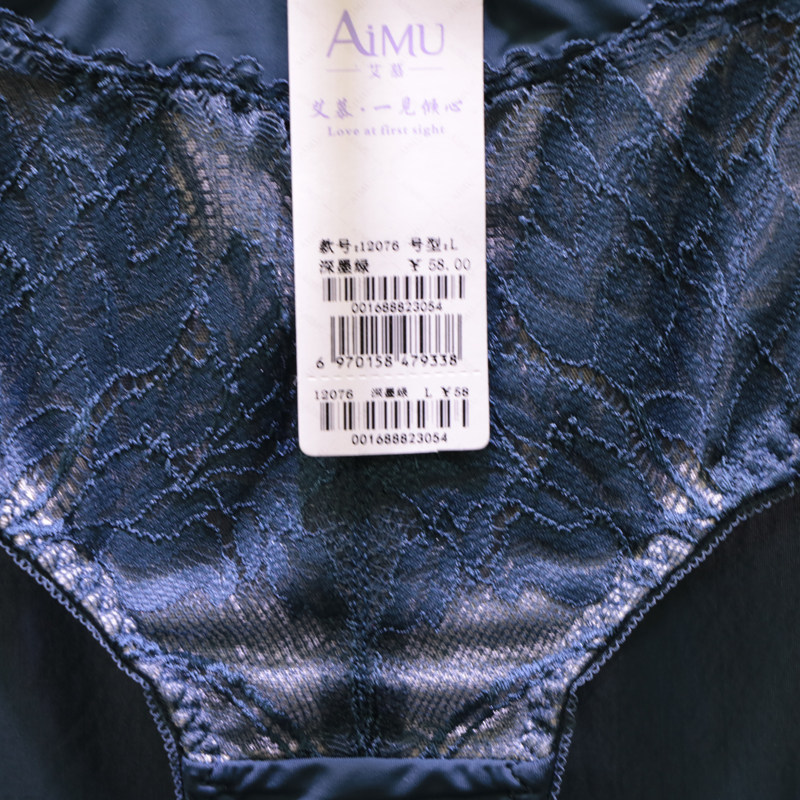 AiMU
艾慕
艾慕·一见倾心
Love at first sight
款号:12076 号型:L
深墨绿 ¥ 58.00
001688823054
6 970158 479338
12076 深墨绿 L ¥58
001688823054